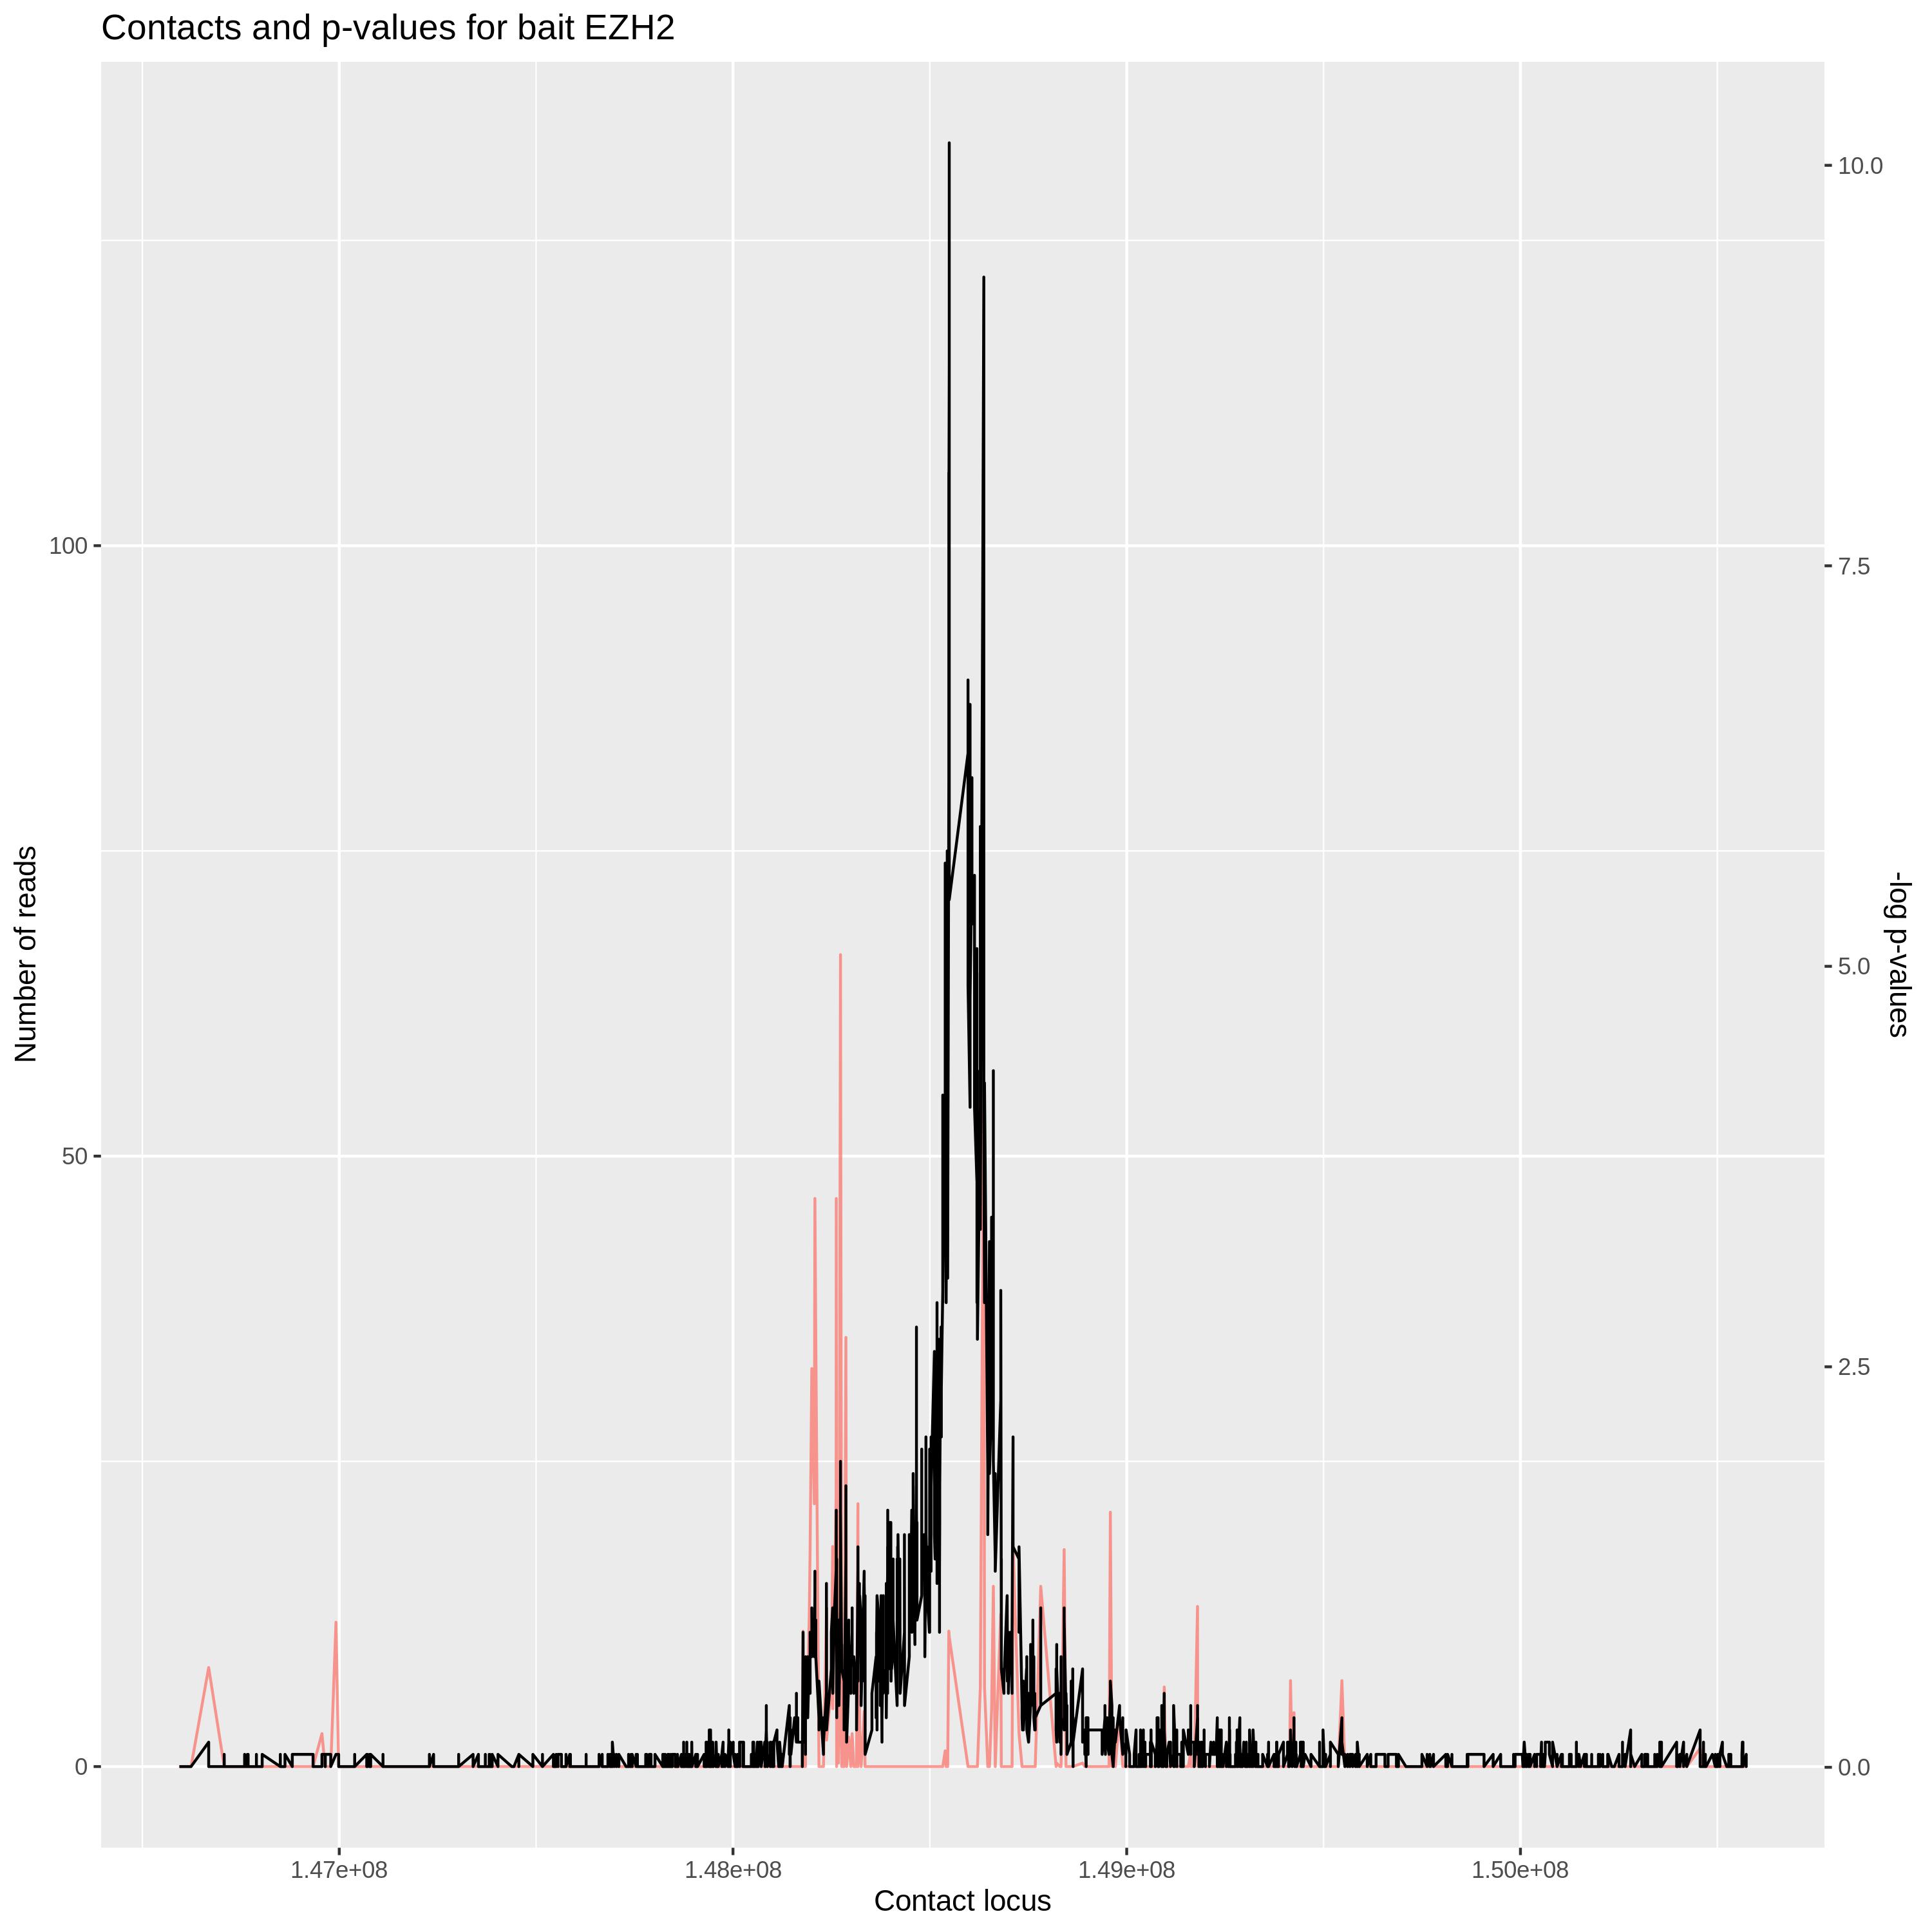 Contacts and p-values for bait EZH2
Number of reads
100
50
0
10.0
7.5
5.0
2.5
0.0
-log p-values
1.47e+08
1.48e+08
1.49e+08
1.50e+08
Contact locus